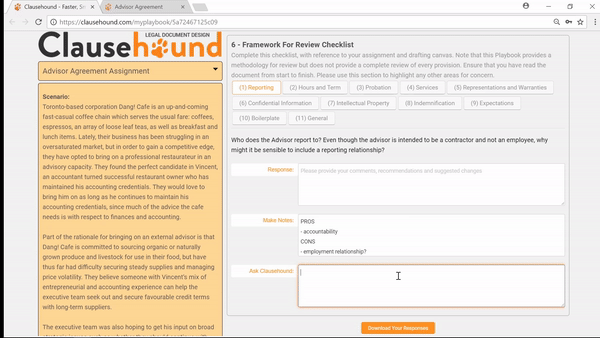 Clausehound - Faster, S
Advisor Agreement
https://clausehound.com/myplaybook/5a72467125c09
LEGAL DOCUMENT DESIGN
Clausehound
Advisor Agreement Assignment
Scenario:
Toronto-based corporation Dang! Cafe is an up-and-coming
fast-casual coffee chain which serves the usual fare: coffees,
espressos, an array of loose leaf teas, as well as breakfast and
lunch items. Lately, their business has been struggling in an
oversaturated market, but in order to gain a competitive edge,
they have opted to bring on a professional restaurateur in an
advisory capacity. They found the perfect candidate in Vincent,
an accountant turned successful restaurant owner who has
maintained his accounting credentials. They would love to
bring him on as long as he continues to maintain his
accounting credentials, since much of the advice the cafe
needs is with respect to finances and accounting.
Part of the rationale for bringing on an external advisor is that
Dang! Cafe is committed to sourcing organic or naturally
grown produce and livestock for use in their food, but have
thus far had difficulty securing steady supplies and managing
price volatility. They believe someone with Vincent's mix of
entrepreneurial and accounting experience can help the
executive team seek out and secure favourable credit terms
with long-term suppliers.
The executive team was also hoping to get his input on broad
6 - Framework For Review Checklist
Complete this checklist, with reference to your assignment and drafting canvas. Note that this Playbook provides a
methodology for review but does not provide a complete review of every provision. Ensure that you have read the
document from start to finish. Please use this section to highlight any other areas for concern.
(1) Reporting
(2) Hours and Term
(3) Probation
(4) Services
(5) Representations and Warranties
(6) Confidential Information
(7) Intellectual Property
(8) Indemnification
(9) Expectations
(10) Boilerplate
(11) General
Who does the Advisor report to? Even though the advisor is intended to be a contractor and not an employee, why
might it be sensible to include a reporting relationship?
Response:
Please provide your comments, recommendations and suggested changes
Make Notes:
PROS
- accountability
CONS
- employment relationship?
Ask Clausehound:
Download Your Responses